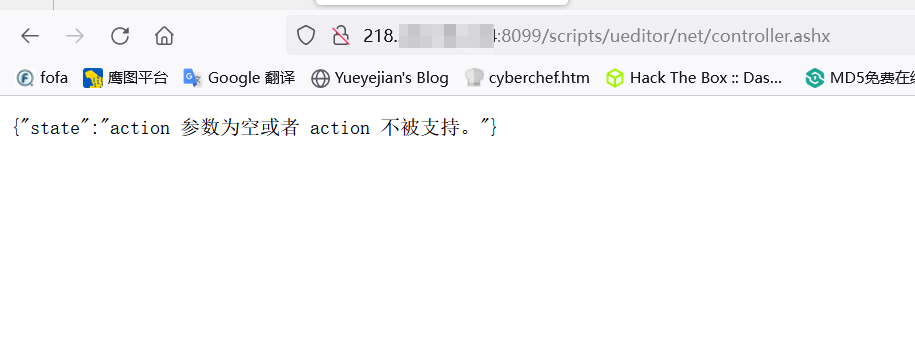 218. 4:8099/scripts/ueditor/net/controller.ashx
fofa 鹰图平台 Google 翻译 Yueyejian's Blog cyberchef.htm Hack The Box :: Das... MD5免费在线
{"state":"action 参数为空或者 action 不被支持。"}